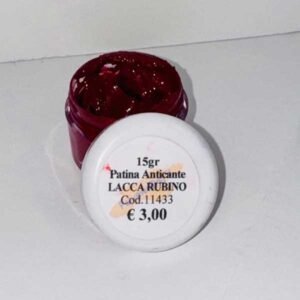 15gr
Patina Anticante
LACCA RUBINO
Cod.11433
€ 3,00